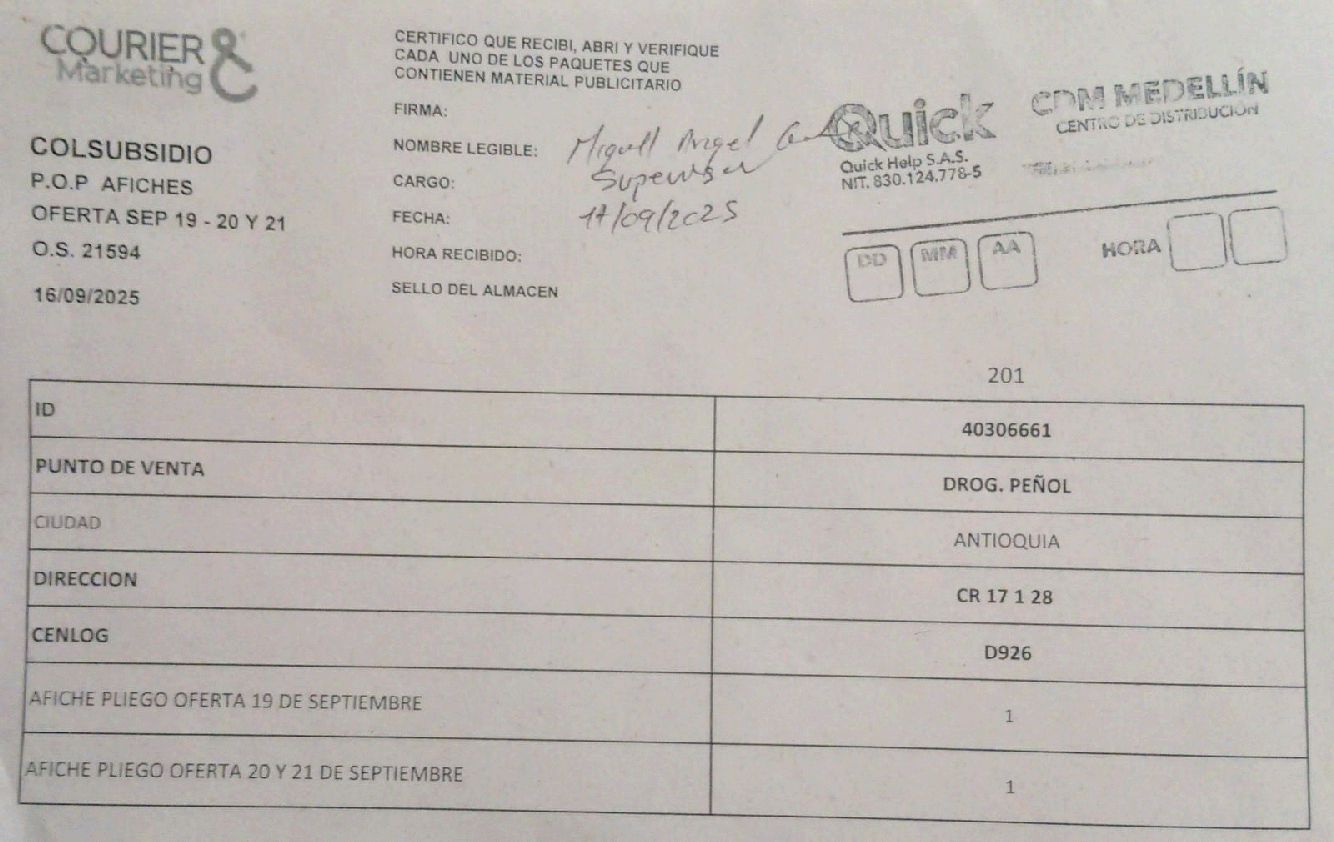 COURIER &
Marketing
COLSUBSIDIO
P.O.P AFICHES
OFERTA SEP 19 - 20 Y 21
O.S. 21594
16/09/2025
CERTIFICO QUE RECIBI, ABRI Y VERIFIQUE
CADA UNO DE LOS PAQUETES QUE
CONTIENEN MATERIAL PUBLICITARIO
FIRMA:
NOMBRE LEGIBLE: Miguell Angel
CARGO: Supervisor
FECHA: 17/09/2025
HORA RECIBIDO:
SELLO DEL ALMACEN
Quick
Quick Help S.A.S.
NIT. 830.124.778-5
CDM MEDELLÍN
CENTRO DE DISTRIBUCIÓN
DD MM AA HORA
201
ID 40306661
PUNTO DE VENTA DROG. PEÑOL
CIUDAD ANTIOQUIA
DIRECCION CR 17 1 28
CENLOG D926
AFICHE PLIEGO OFERTA 19 DE SEPTIEMBRE 1
AFICHE PLIEGO OFERTA 20 Y 21 DE SEPTIEMBRE 1